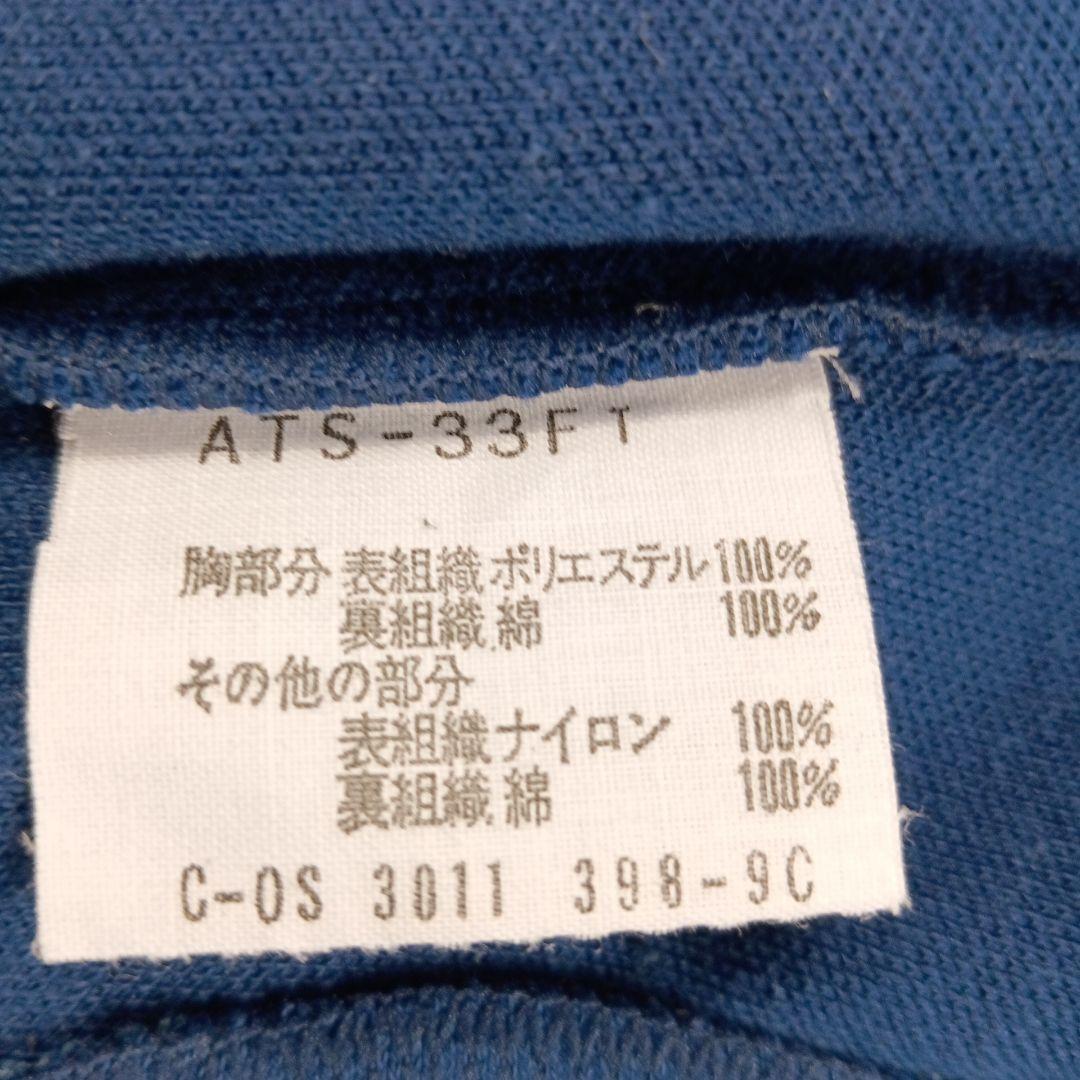 ATS-33FT
胸部分 表組織 ポリエステル 100%
裏組織 綿 100%
その他の部分
表組織 ナイロン 100%
裏組織 綿 100%
C-OS 3011 398-9C